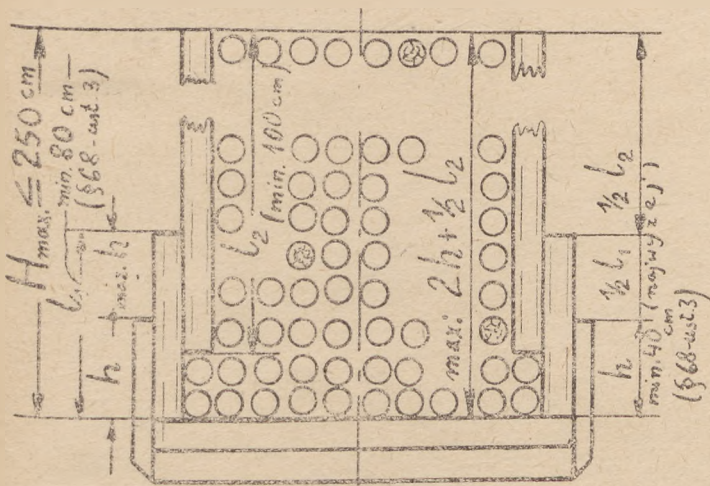 Hmax. ≤ 250 cm
l₁ min. 80 cm
(§68-ust 3)
h
max. h
l₂ (min. 100 cm)
max. 2h + ½ l₂
½ l₂
½ l₁
h
(najwyżej)
min. 40 cm
(§68-ust 3)